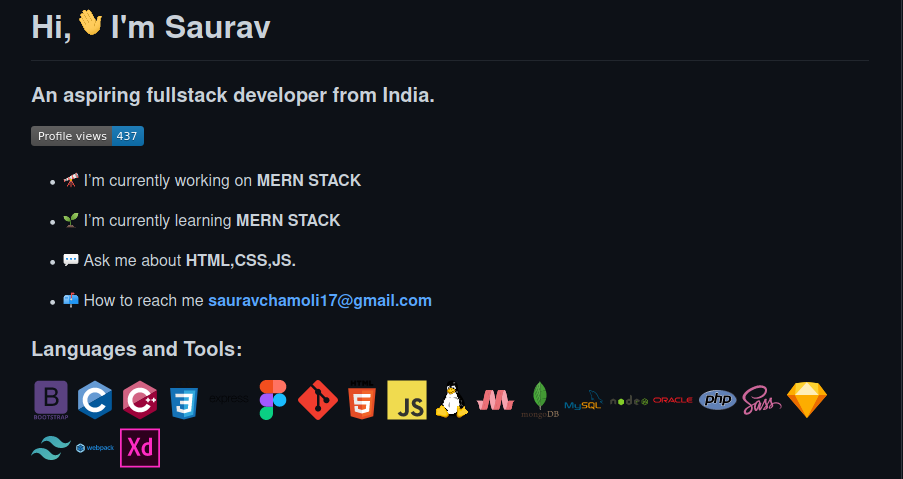 Hi, 👋 I'm Saurav
An aspiring fullstack developer from India.
Profile views 437
🔭 I'm currently working on MERN STACK
🌱 I'm currently learning MERN STACK
💬 Ask me about HTML,CSS,JS.
📫 How to reach me sauravchamoli17@gmail.com
Languages and Tools:
B BOOTSTRAP C C++ 3 express HTML 5 JS M mongoDB MySQL node ORACLE php Sass
webpack Xd